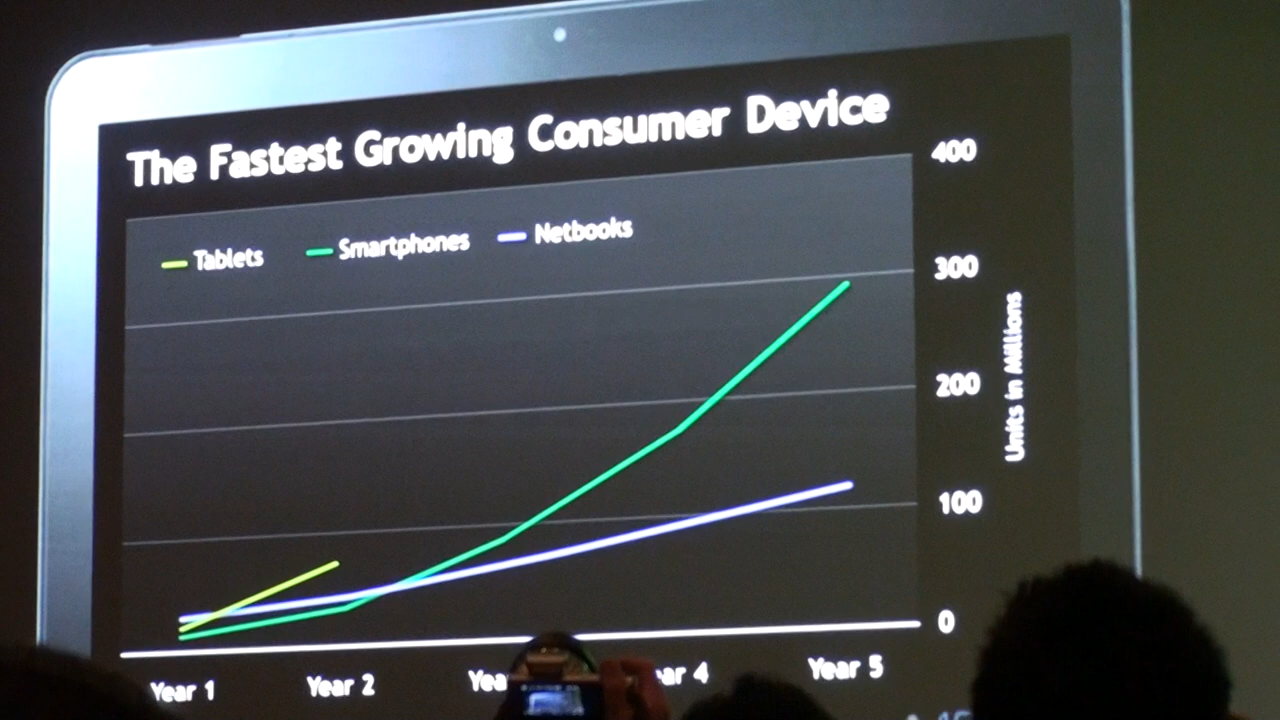 The Fastest Growing Consumer Device
Tablets Smartphones Netbooks
400
300
200
100
0
Units in Millions
Year 1 Year 2 4 Year 5